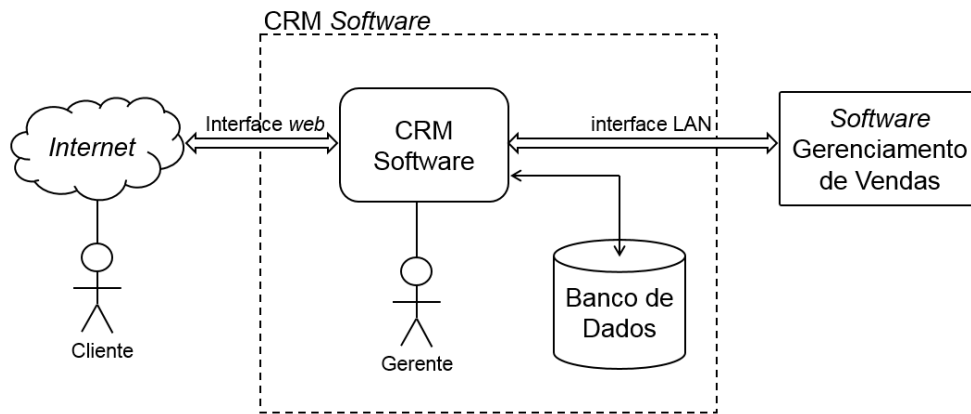 CRM Software
Internet
Interface web
CRM
Software
interface LAN
Software
Gerenciamento
de Vendas
Cliente
Gerente
Banco de
Dados